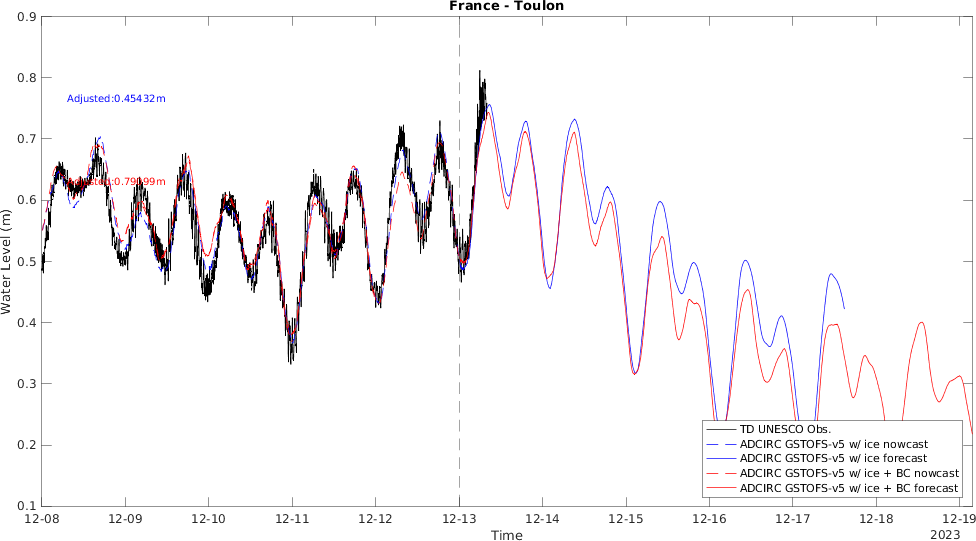 France - Toulon
0.9
0.8
0.7
0.6
0.5
0.4
0.3
0.2
0.1
Water Level (m)
Adjusted:0.45432m
TD UNESCO Obs.
ADCIRC GSTOFS-v5 w/ ice nowcast
ADCIRC GSTOFS-v5 w/ ice forecast
ADCIRC GSTOFS-v5 w/ ice + BC nowcast
ADCIRC GSTOFS-v5 w/ ice + BC forecast
12-08 12-09 12-10 12-11 12-12 12-13 12-14 12-15 12-16 12-17 12-18 12-19
Time
2023